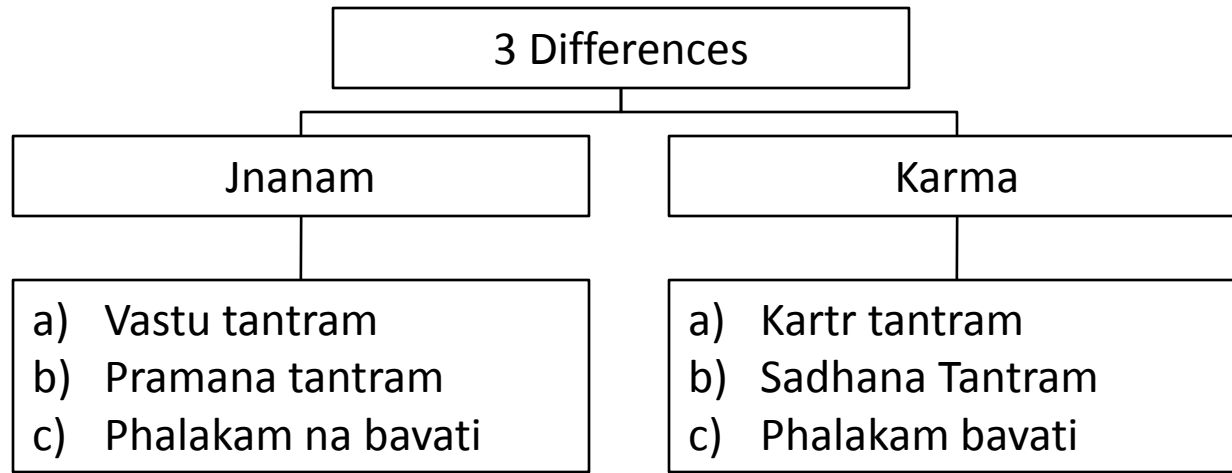 3 Differences
Jnanam
Karma
a) Vastu tantram
b) Pramana tantram
c) Phalakam na bavati
a) Kartr tantram
b) Sadhana Tantram
c) Phalakam bavati